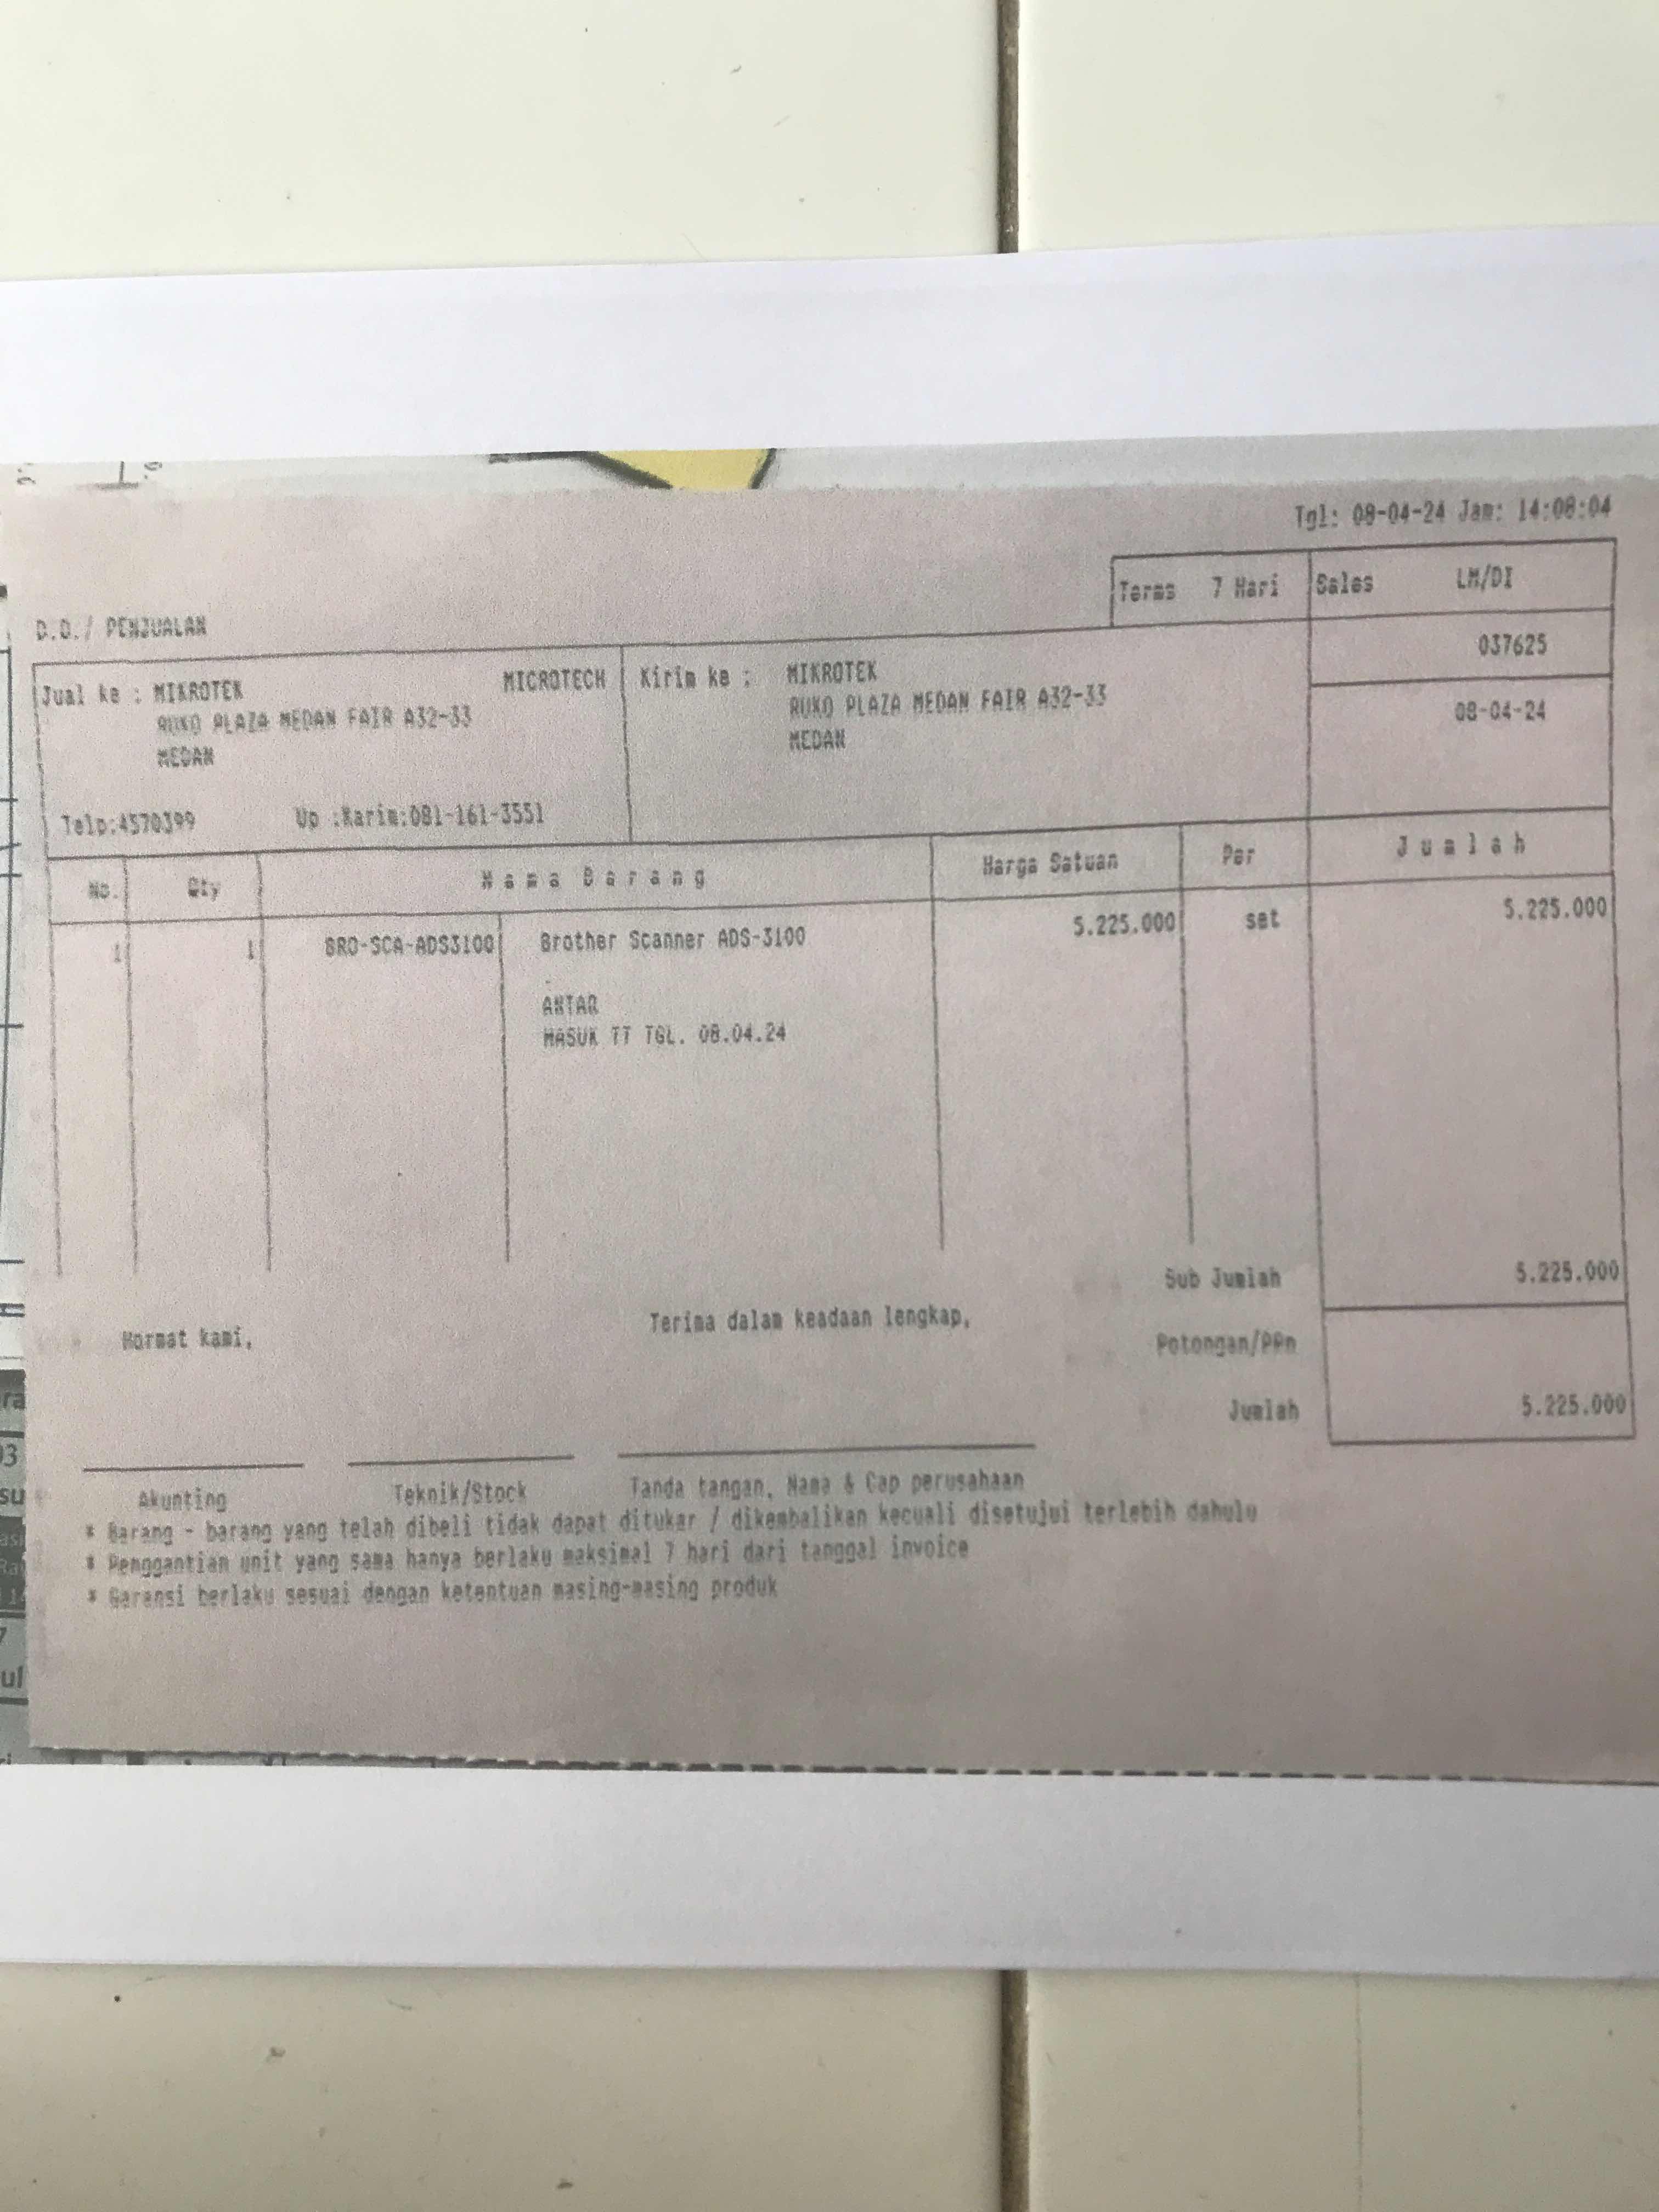 Tgl: 08-04-24 Jam: 14:08:04
Terms 7 Hari Sales LM/DI
D.O./ PENJUALAN
037625
Jual ke : MIKROTEK MICROTECH Kirim ke : MIKROTEK
RUKO PLAZA MEDAN FAIR A32-33 RUKO PLAZA MEDAN FAIR A32-33
08-04-24
MEDAN MEDAN
Telp:4570399 Up :Karim:081-161-3551
No. Qty Nama Barang Harga Satuan Per Jumlah
1 1 BRO-SCA-ADS3100 Brother Scanner ADS-3100 5.225.000 set 5.225.000
ANTAR
MASUK TT TGL. 08.04.24
Sub Jumlah 5.225.000
Hormat kami, Terima dalam keadaan lengkap,
Potongan/PPn
Jumlah 5.225.000
Akunting Teknik/Stock Tanda tangan, Nama & Cap perusahaan
* Barang - barang yang telah dibeli tidak dapat ditukar / dikembalikan kecuali disetujui terlebih dahulu
* Penggantian unit yang sama hanya berlaku maksimal 7 hari dari tanggal invoice
* Garansi berlaku sesuai dengan ketentuan masing-masing produk